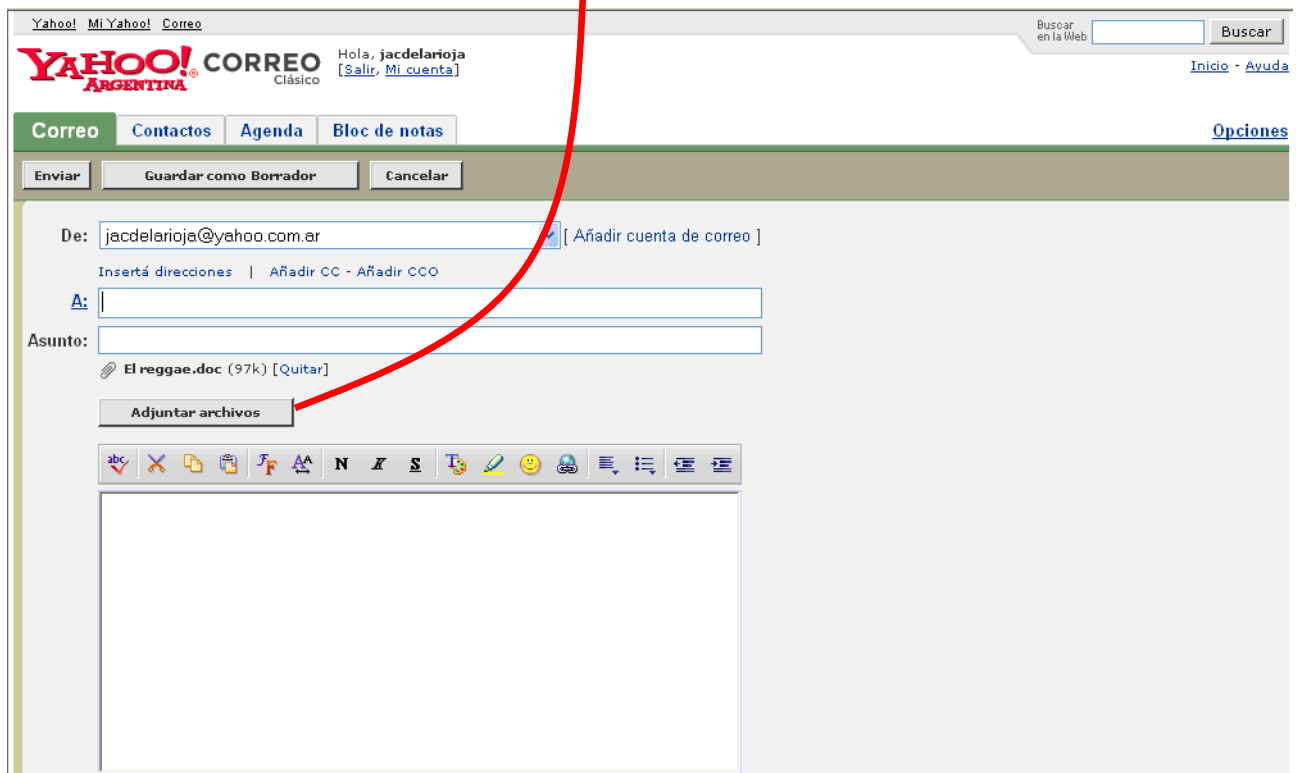 Yahoo! Mi Yahoo! Correo
Buscar en la Web Buscar
YAHOO!® ARGENTINA CORREO Clásico
Hola, jacdelarioja
[Salir, Mi cuenta]
Inicio - Ayuda
Correo Contactos Agenda Bloc de notas Opciones
Enviar Guardar como Borrador Cancelar
De: jacdelarioja@yahoo.com.ar [ Añadir cuenta de correo ]
Insertá direcciones | Añadir CC - Añadir CCO
A:
Asunto:
El reggae.doc (97k) [Quitar]
Adjuntar archivos
abc F F A A N K S T